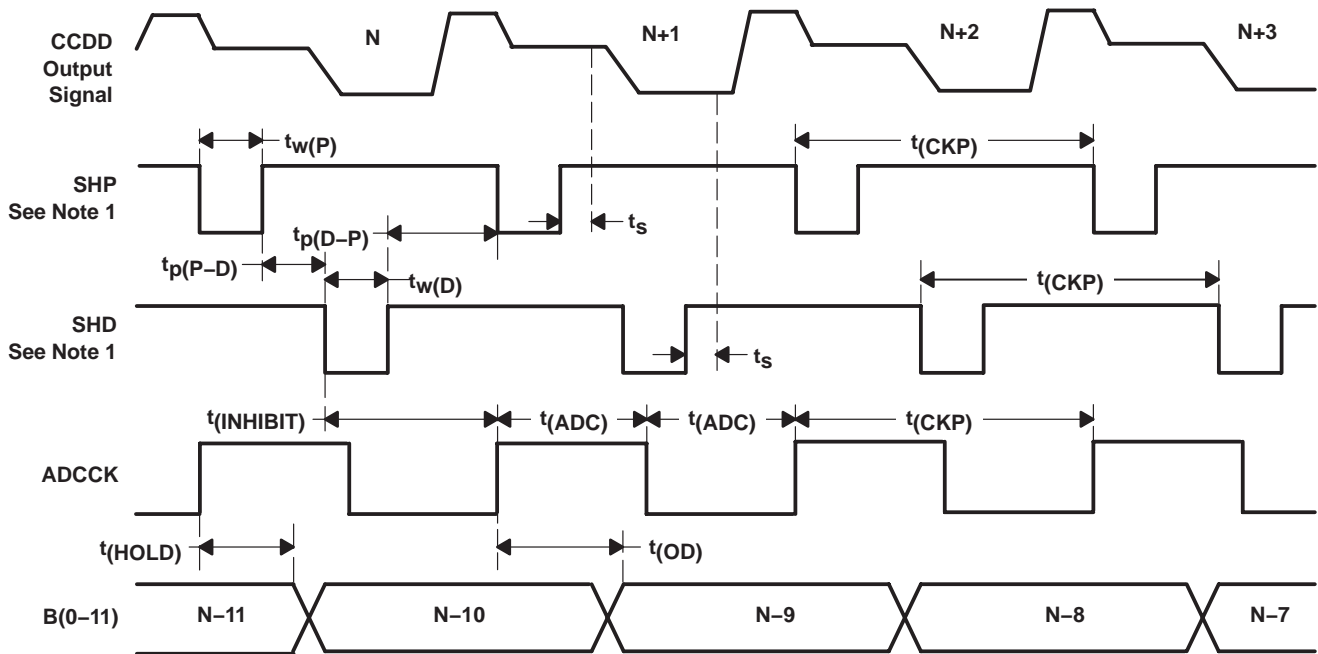 CCDD
Output
Signal
N
N+1
N+2
N+3
tw(P)
t(CKP)
SHP
See Note 1
ts
tp(D–P)
tp(P–D)
tw(D)
t(CKP)
SHD
See Note 1
ts
t(INHIBIT)
t(ADC)
t(ADC)
t(CKP)
ADCCK
t(HOLD)
t(OD)
B(0–11)
N–11
N–10
N–9
N–8
N–7